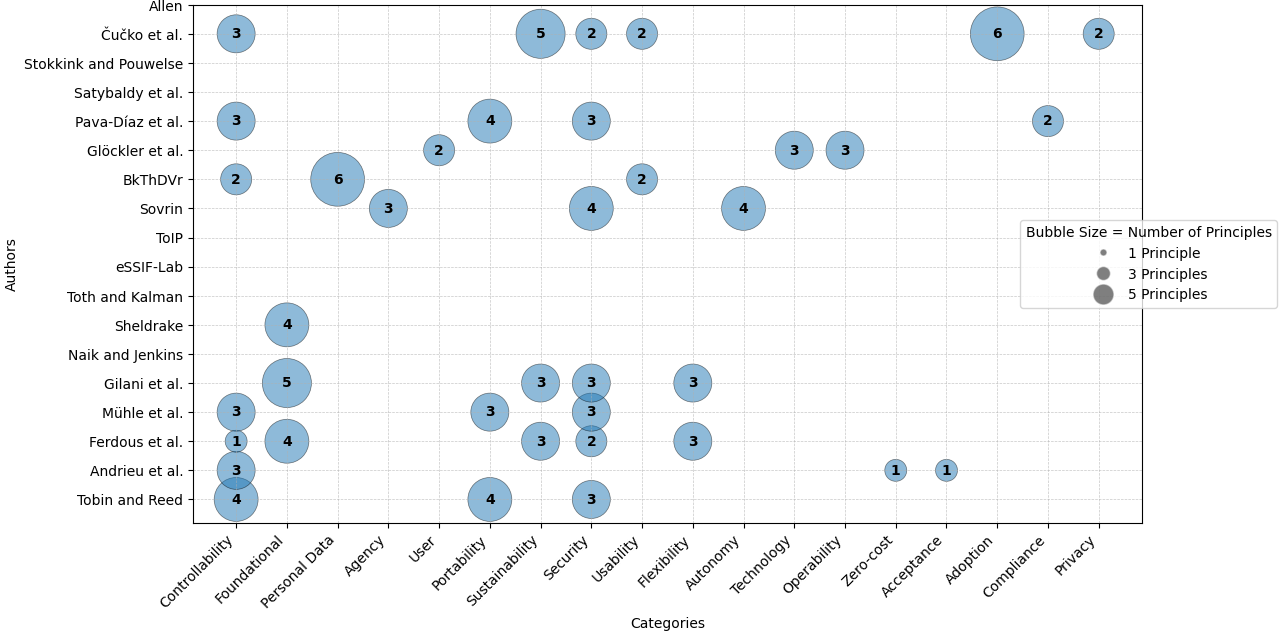 Allen
Čučko et al. 3 5 2 2 6 2
Stokkink and Pouwelse
Satybaldy et al.
Pava-Díaz et al. 3 4 3 2
Glöckler et al. 2 3 3
BkThDVr 2 6 2
Sovrin 3 4 4
ToIP
eSSIF-Lab
Toth and Kalman
Sheldrake 4
Naik and Jenkins
Gilani et al. 5 3 3 3
Mühle et al. 3 3 3
Ferdous et al. 1 4 3 2 3
Andrieu et al. 3 1 1
Tobin and Reed 4 4 3
Authors
Bubble Size = Number of Principles
1 Principle
3 Principles
5 Principles
Controllability
Foundational
Personal Data
Agency
User
Portability
Sustainability
Security
Usability
Flexibility
Autonomy
Technology
Operability
Zero-cost
Acceptance
Adoption
Compliance
Privacy
Categories